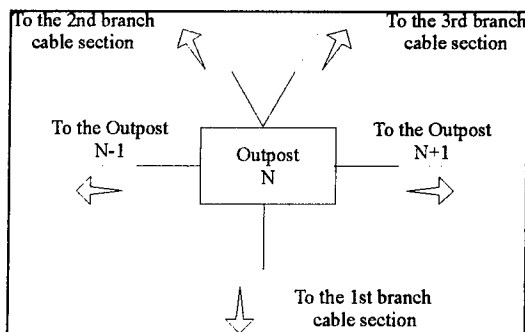 To the 2nd branch
cable section
To the 3rd branch
cable section
To the Outpost
N-1
Outpost
N
To the Outpost
N+1
To the 1st branch
cable section